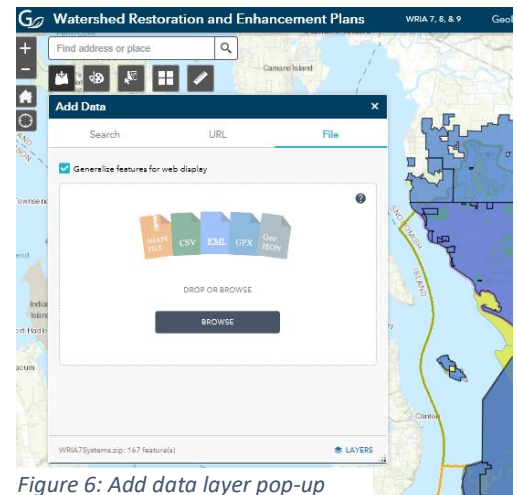 Watershed Restoration and Enhancement Plans
WRIA 7, 8, & 9
Find address or place
Camano Island
Add Data
×
Search
URL
File
Generalize features for web display
SHAPE
FILE
CSV
KML
GPX
Geo
JSON
DROP OR BROWSE
BROWSE
SNOHOMISH
ISLAND
Clinton
WRIA7Systems.zip: 167 feature(s)
LAYERS
Figure 6: Add data layer pop-up